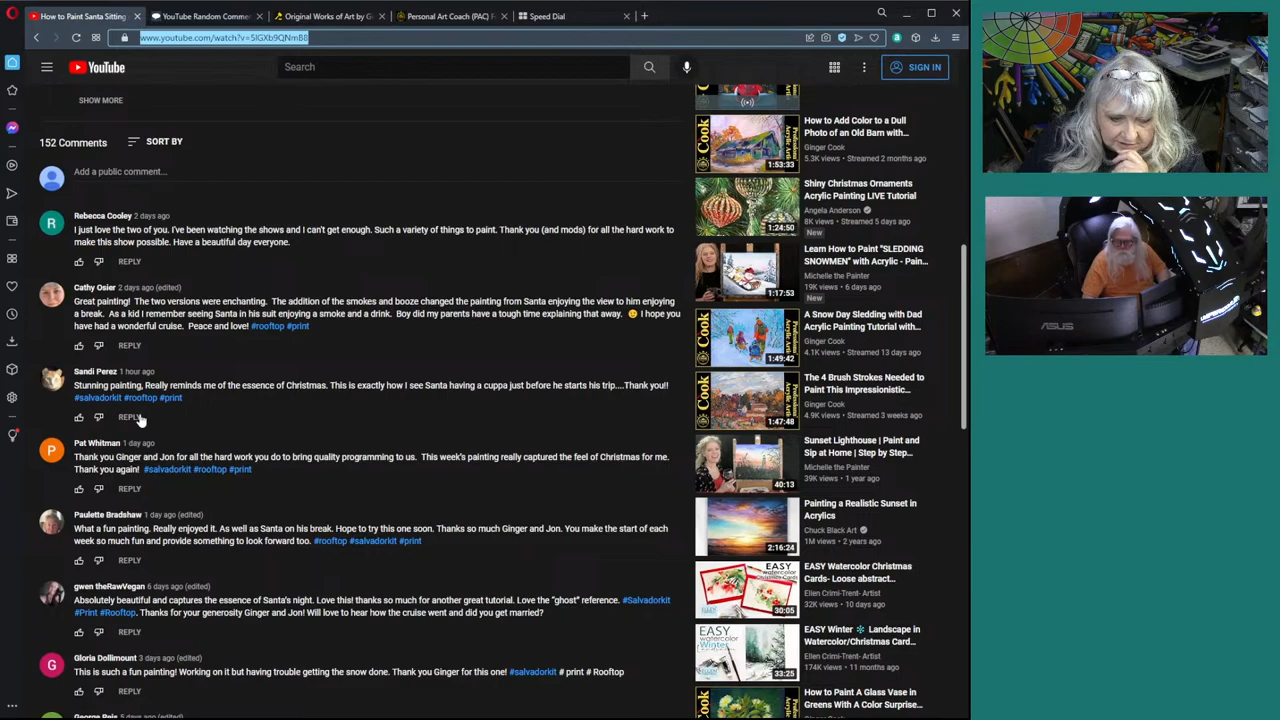 How to Paint Santa Sitting
YouTube Random Comme
Original Works of Art by G
Personal Art Coach (PAC) F
Speed Dial
www.youtube.com/watch?v=5lGXb9QNmB8
YouTube
Search
SIGN IN
SHOW MORE
152 Comments
SORT BY
Add a public comment...
R
Rebecca Cooley 2 days ago
I just love the two of you. I've been watching the shows and I can't get enough. Such a variety of things to paint. Thank you (and mods) for all the hard work to
make this show possible. Have a beautiful day everyone.
REPLY
Cathy Osier 2 days ago (edited)
Great painting! The two versions were enchanting. The addition of the smokes and booze changed the painting from Santa enjoying the view to him enjoying
a break. As a kid I remember seeing Santa in his suit enjoying a smoke and a drink. Boy did my parents have a tough time explaining that away. 🙂 I hope you
have had a wonderful cruise. Peace and love! #rooftop #print
REPLY
Sandi Perez 1 hour ago
Stunning painting, Really reminds me of the essence of Christmas. This is exactly how I see Santa having a cuppa just before he starts his trip....Thank you!!
#salvadorkit #rooftop #print
REPLY
P
Pat Whitman 1 day ago
Thank you Ginger and Jon for all the hard work you do to bring quality programming to us. This week's painting really captured the feel of Christmas for me.
Thank you again! #salvadorkit #rooftop #print
REPLY
Paulette Bradshaw 1 day ago (edited)
What a fun painting. Really enjoyed it. As well as Santa on his break. Hope to try this one soon. Thanks so much Ginger and Jon. You make the start of each
week so much fun and provide something to look forward too. #rooftop #salvadorkit #print
REPLY
gwen theRawVegan 6 days ago (edited)
Absolutely beautiful and captures the essence of Santa's night. Love this! thanks so much for another great tutorial. Love the "ghost" reference. #Salvadorkit
#Print #Rooftop. Thanks for your generosity Ginger and Jon! Will love to hear how the cruise went and did you get married?
REPLY
G
Gloria Dollimount 3 days ago (edited)
This is such a fun painting! Working on it but having trouble getting the snow done. Thank you Ginger for this one! #salvadorkit # print # Rooftop
REPLY
How to Add Color to a Dull
Photo of an Old Barn with...
Ginger Cook
5.3K views • Streamed 2 months ago
Cook
1:53:33
Shiny Christmas Ornaments
Acrylic Painting LIVE Tutorial
Angela Anderson
8K views • Streamed 5 days ago
New
1:24:50
Learn How to Paint "SLEDDING
SNOWMEN" with Acrylic - Pain...
Michelle the Painter
19K views • 6 days ago
New
1:17:53
A Snow Day Sledding with Dad
Acrylic Painting Tutorial with...
Ginger Cook
4.1K views • Streamed 13 days ago
Cook
1:49:42
The 4 Brush Strokes Needed to
Paint This Impressionistic...
Ginger Cook
4.9K views • Streamed 3 weeks ago
Cook
1:47:48
Sunset Lighthouse | Paint and
Sip at Home | Step by Step...
Michelle the Painter
39K views • 1 year ago
40:13
Painting a Realistic Sunset in
Acrylics
Chuck Black Art
1M views • 2 years ago
2:16:24
EASY Watercolor Christmas
Cards- Loose abstract...
Ellen Crimi-Trent- Artist
32K views • 10 days ago
EASY
30:05
EASY Winter ❄ Landscape in
Watercolor/Christmas Card...
Ellen Crimi-Trent- Artist
174K views • 11 months ago
EASY
watercolor
Winter
33:25
How to Paint A Glass Vase in
Greens With A Color Surprise...
ASUS